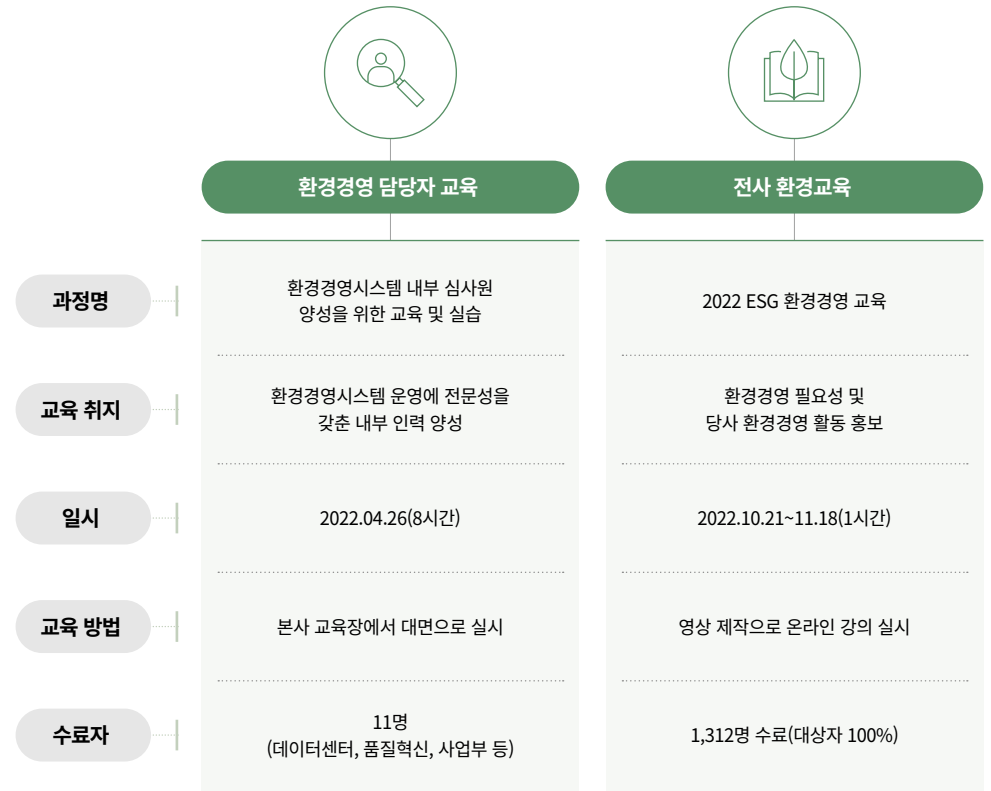 환경경영 담당자 교육
전사 환경교육
과정명
환경경영시스템 내부 심사원
양성을 위한 교육 및 실습
2022 ESG 환경경영 교육
교육 취지
환경경영시스템 운영에 전문성을
갖춘 내부 인력 양성
환경경영 필요성 및
당사 환경경영 활동 홍보
일시
2022.04.26(8시간)
2022.10.21~11.18(1시간)
교육 방법
본사 교육장에서 대면으로 실시
영상 제작으로 온라인 강의 실시
수료자
11명
(데이터센터, 품질혁신, 사업부 등)
1,312명 수료(대상자 100%)